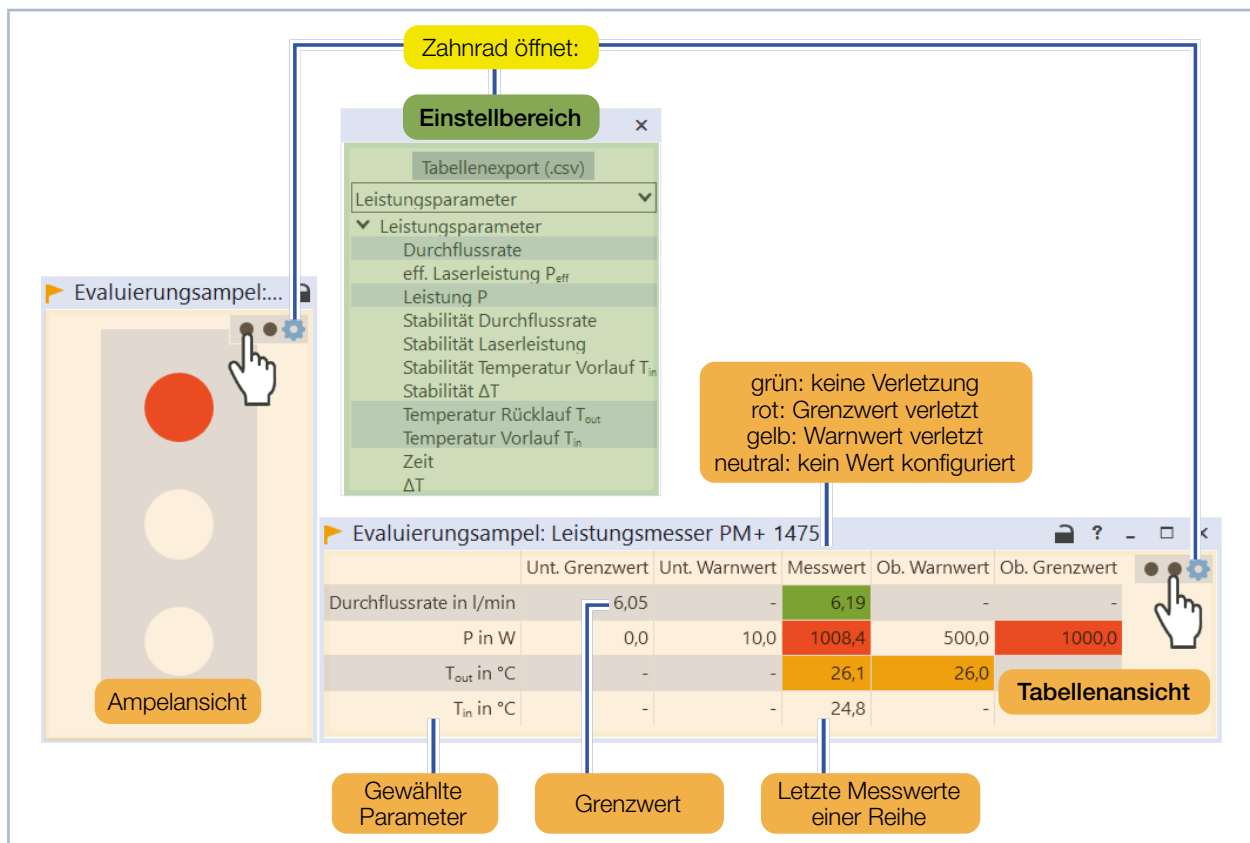 Zahnrad öffnet:
Einstellbereich
Tabellenexport (.csv)
Leistungsparameter
Leistungsparameter
Durchflussrate
eff. Laserleistung Peff
Leistung P
Stabilität Durchflussrate
Stabilität Laserleistung
Stabilität Temperatur Vorlauf Tin
Stabilität ΔT
Temperatur Rücklauf Tout
Temperatur Vorlauf Tin
Zeit
ΔT
Evaluierungsampel:...
Ampelansicht
grün: keine Verletzung
rot: Grenzwert verletzt
gelb: Warnwert verletzt
neutral: kein Wert konfiguriert
Evaluierungsampel: Leistungsmesser PM+ 1475 ?
Unt. Grenzwert Unt. Warnwert Messwert Ob. Warnwert Ob. Grenzwert
Durchflussrate in l/min 6,05 - 6,19 - -
P in W 0,0 10,0 1008,4 500,0 1000,0
Tout in °C - - 26,1 26,0
Tin in °C - - 24,8 -
Tabellenansicht
Gewählte
Parameter
Grenzwert
Letzte Messwerte
einer Reihe